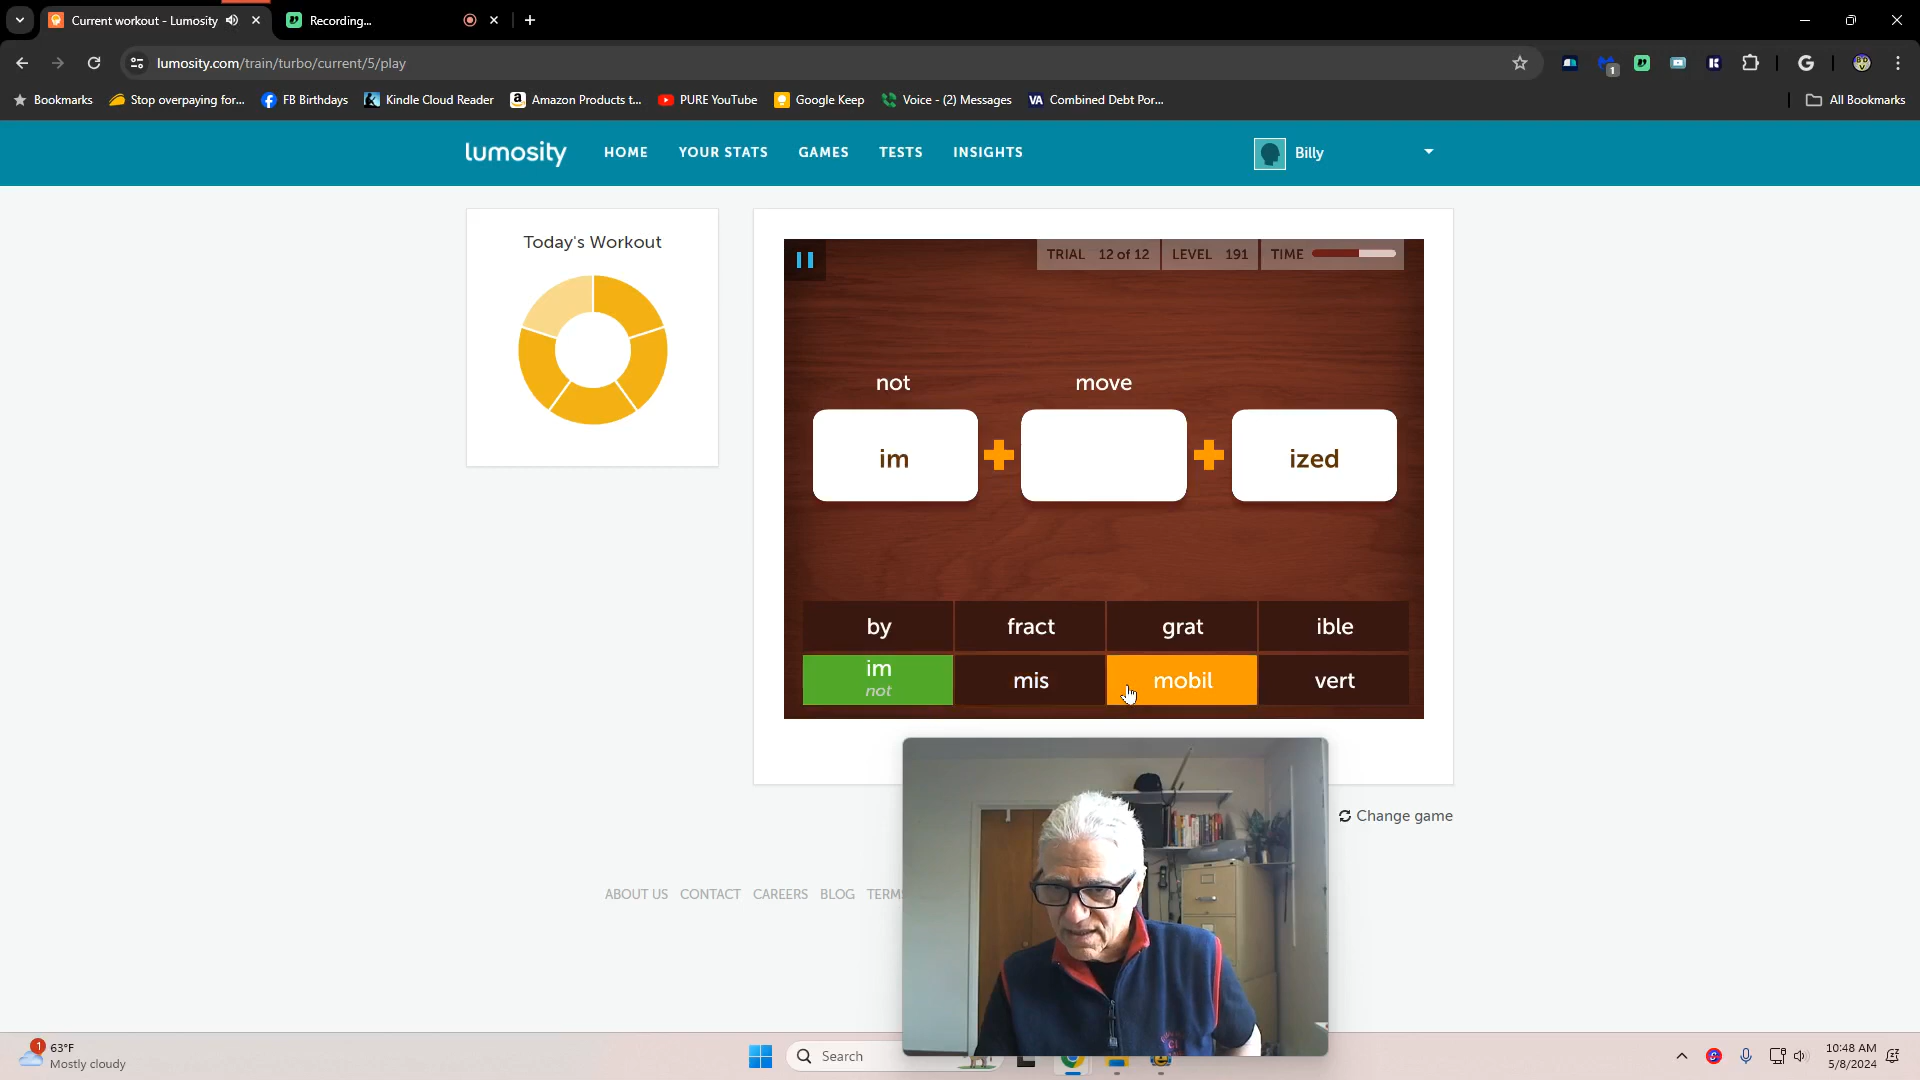 Current workout - Lumosity
Recording...
lumosity.com/train/turbo/current/5/play
1
Bookmarks
Stop overpaying for...
FB Birthdays
Kindle Cloud Reader
Amazon Products t...
PURE YouTube
Google Keep
Voice - (2) Messages
VA Combined Debt Por...
All Bookmarks
lumosity
HOME
YOUR STATS
GAMES
TESTS
INSIGHTS
Billy
Today's Workout
TRIAL 12 of 12
LEVEL 191
TIME
not
move
im
ized
by
fract
grat
ible
im
not
mis
mobil
vert
Change game
ABOUT US
CONTACT
CAREERS
BLOG
1
63°F
Mostly cloudy
Search
10:48 AM
5/8/2024